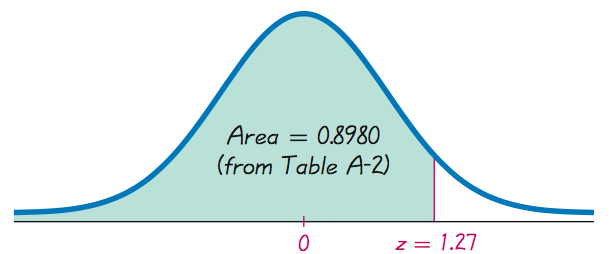 Area = 0.8980
(from Table A-2)
0
z = 1.27